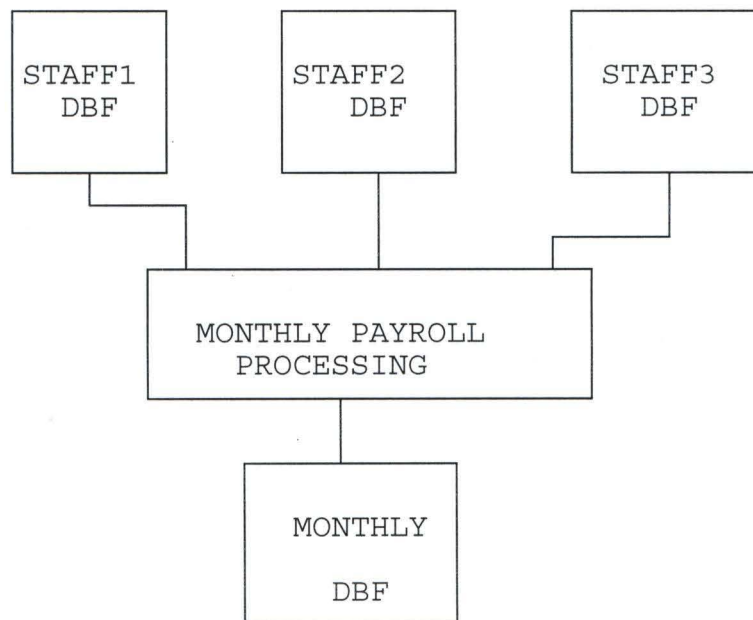 STAFF1
DBF
STAFF2
DBF
STAFF3
DBF
MONTHLY PAYROLL
PROCESSING
MONTHLY
DBF